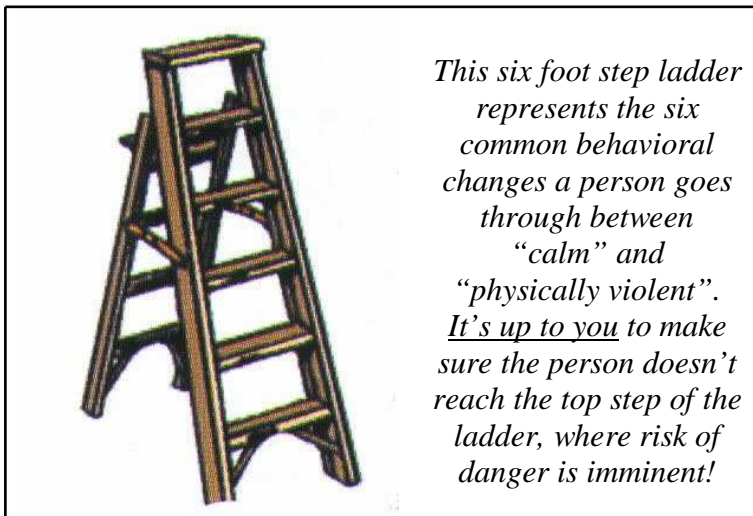 This six foot step ladder
represents the six
common behavioral
changes a person goes
through between
“calm” and
“physically violent”.
It’s up to you to make
sure the person doesn’t
reach the top step of the
ladder, where risk of
danger is imminent!